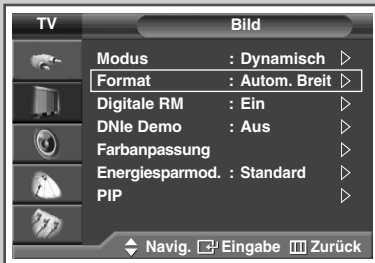 TV Bild
Modus : Dynamisch
Format : Autom. Breit
Digitale RM : Ein
DNIe Demo : Aus
Farbanpassung
Energiesparmod. : Standard
PIP
Navig. Eingabe Zurück